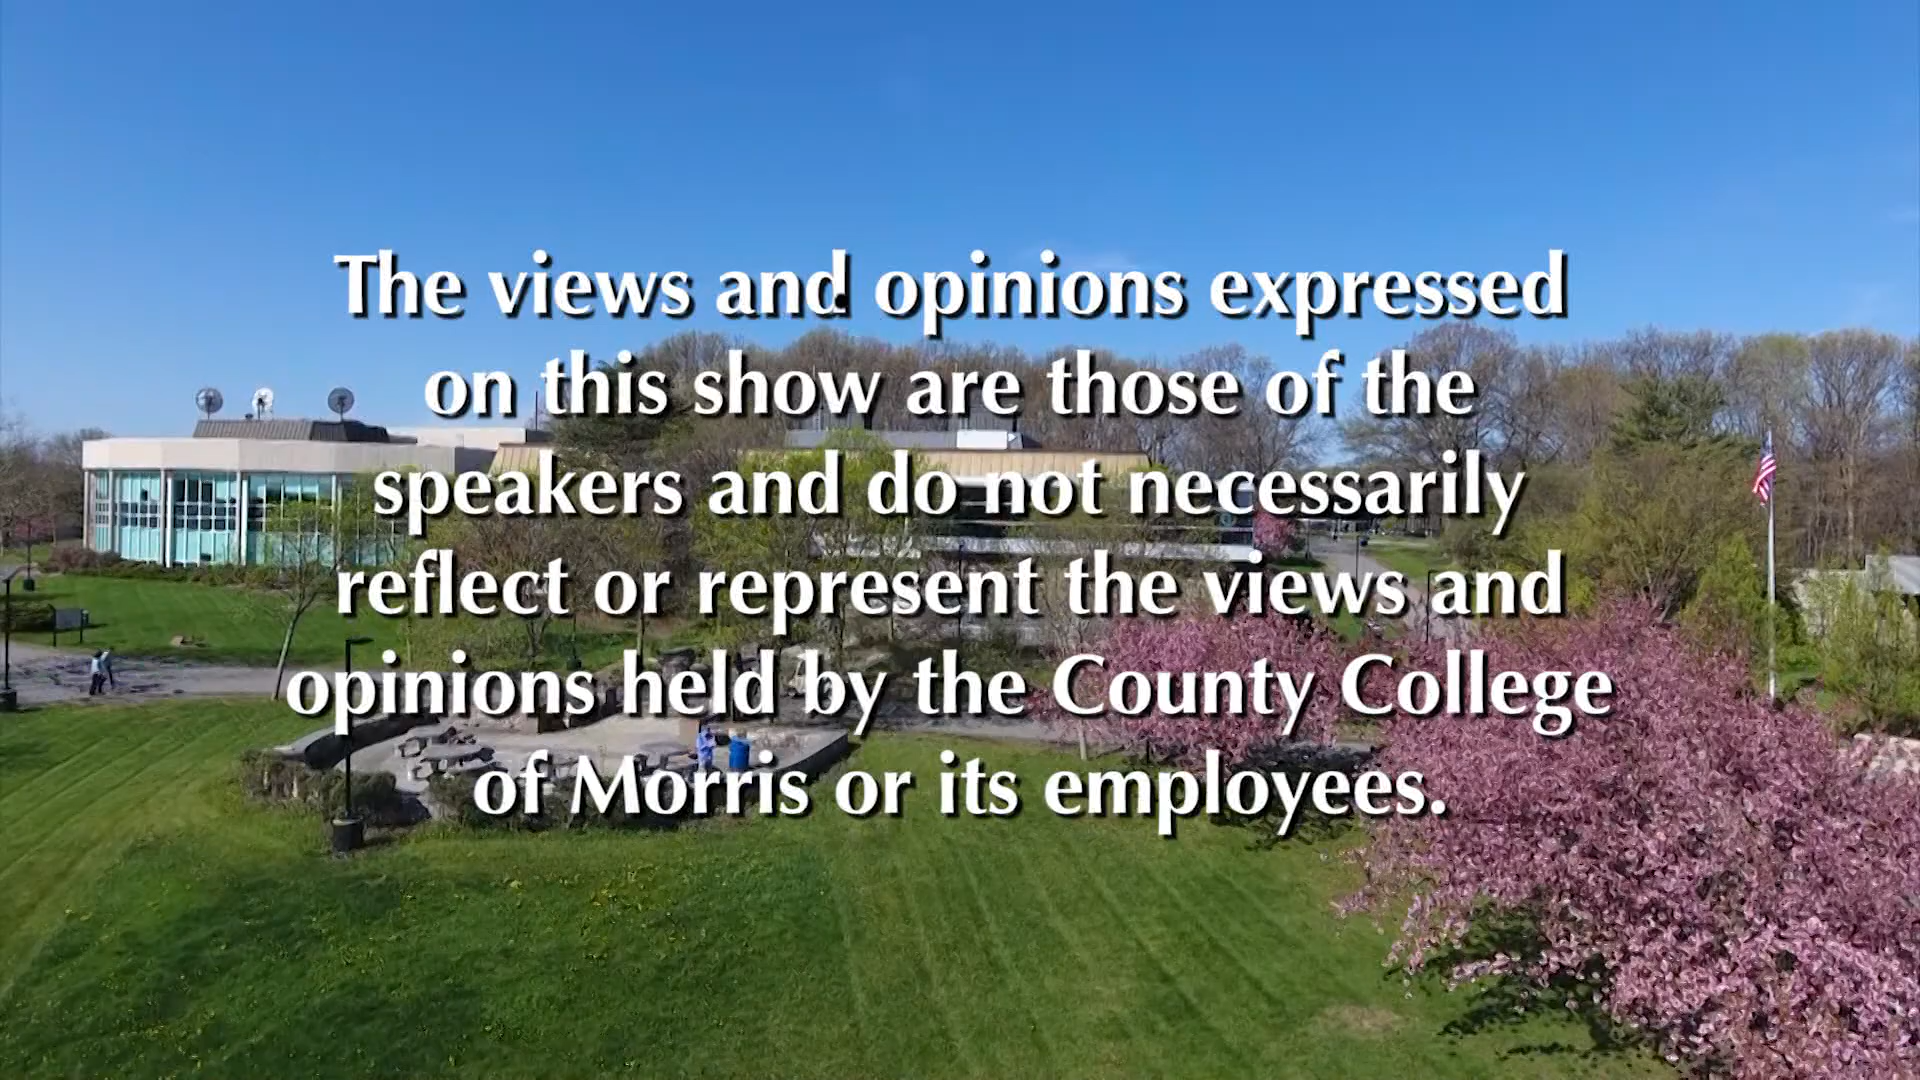 The views and opinions expressed
on this show are those of the
speakers and do not necessarily
reflect or represent the views and
opinions held by the County College
of Morris or its employees.